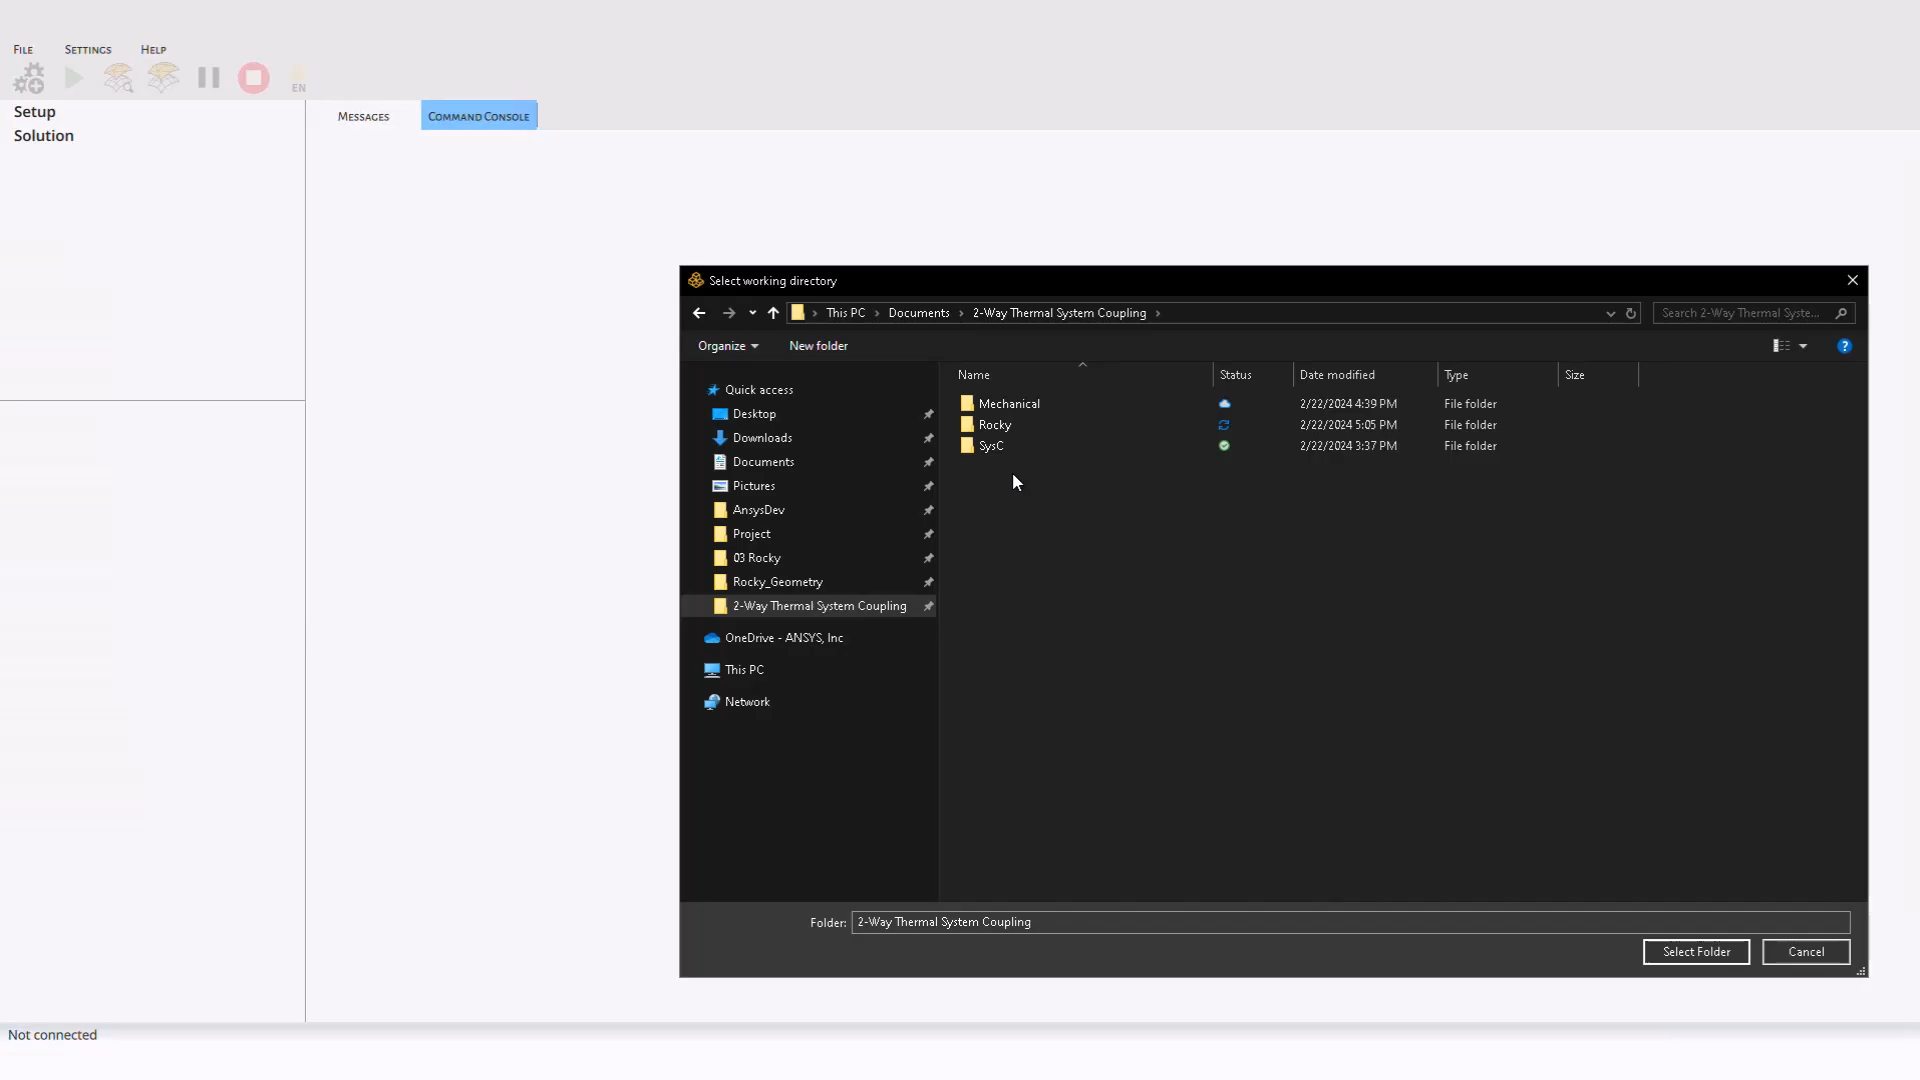 FILE SETTINGS HELP
EN
Setup
Solution
MESSAGES COMMAND CONSOLE
Select working directory
This PC > Documents > 2-Way Thermal System Coupling >
Search 2-Way Thermal Syste...
Organize New folder
?
Quick access
Desktop
Downloads
Documents
Pictures
AnsysDev
Project
03 Rocky
Rocky_Geometry
2-Way Thermal System Coupling
OneDrive - ANSYS, Inc
This PC
Network
Name Status Date modified Type Size
Mechanical 2/22/2024 4:39 PM File folder
Rocky 2/22/2024 5:05 PM File folder
SysC 2/22/2024 3:37 PM File folder
Folder: 2-Way Thermal System Coupling
Select Folder Cancel
Not connected